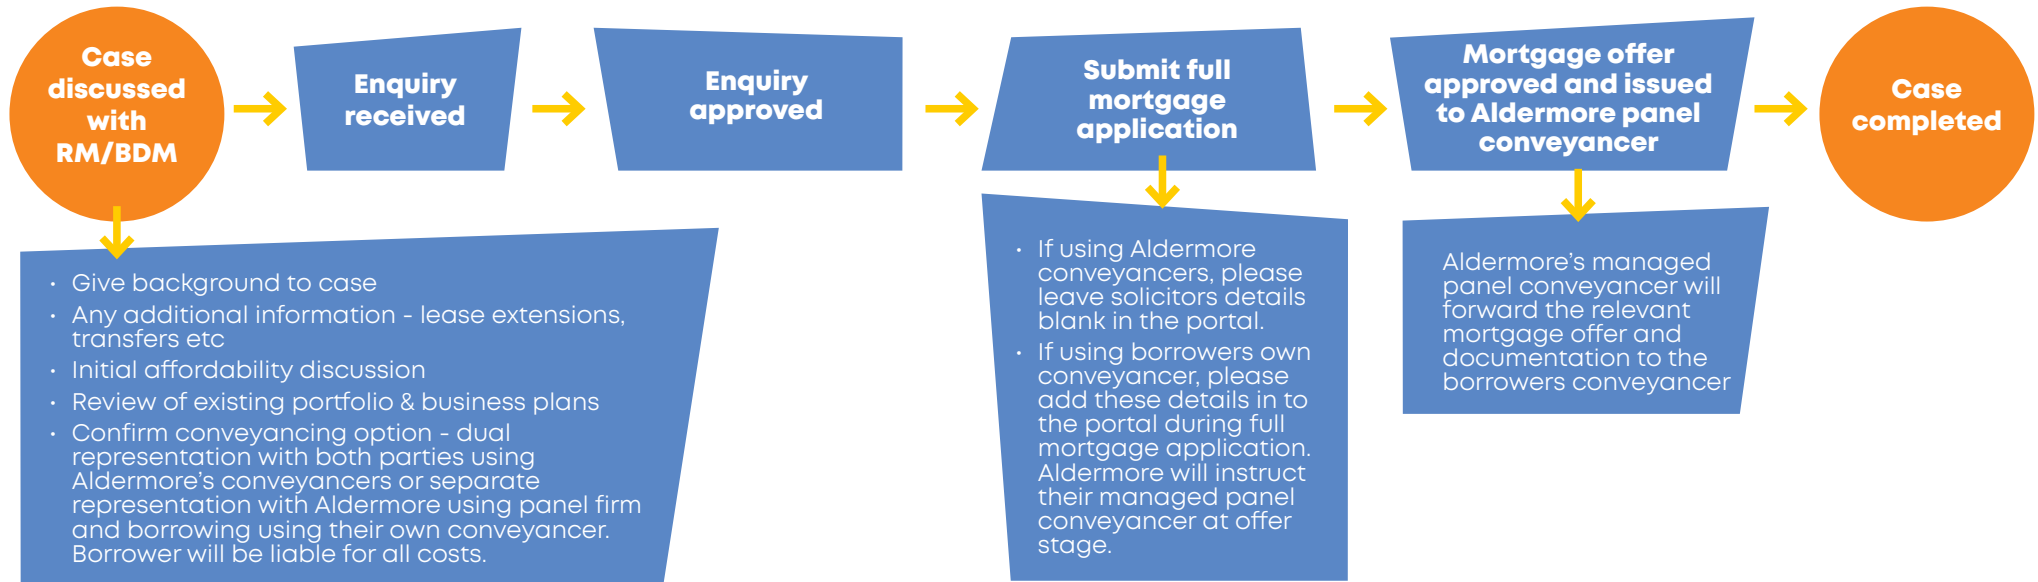 Case
discussed
with
RM/BDM
Enquiry
received
Enquiry
approved
Submit full
mortgage
application
Mortgage offer
approved and issued
to Aldermore panel
conveyancer
Case
completed
• Give background to case
• Any additional information - lease extensions,
transfers etc
• Initial affordability discussion
• Review of existing portfolio & business plans
• Confirm conveyancing option - dual
representation with both parties using
Aldermore's conveyancers or separate
representation with Aldermore using panel firm
and borrowing using their own conveyancer.
Borrower will be liable for all costs.
• If using Aldermore
conveyancers, please
leave solicitors details
blank in the portal.
• If using borrowers own
conveyancer, please
add these details in to
the portal during full
mortgage application.
Aldermore will instruct
their managed panel
conveyancer at offer
stage.
Aldermore's managed
panel conveyancer will
forward the relevant
mortgage offer and
documentation to the
borrowers conveyancer